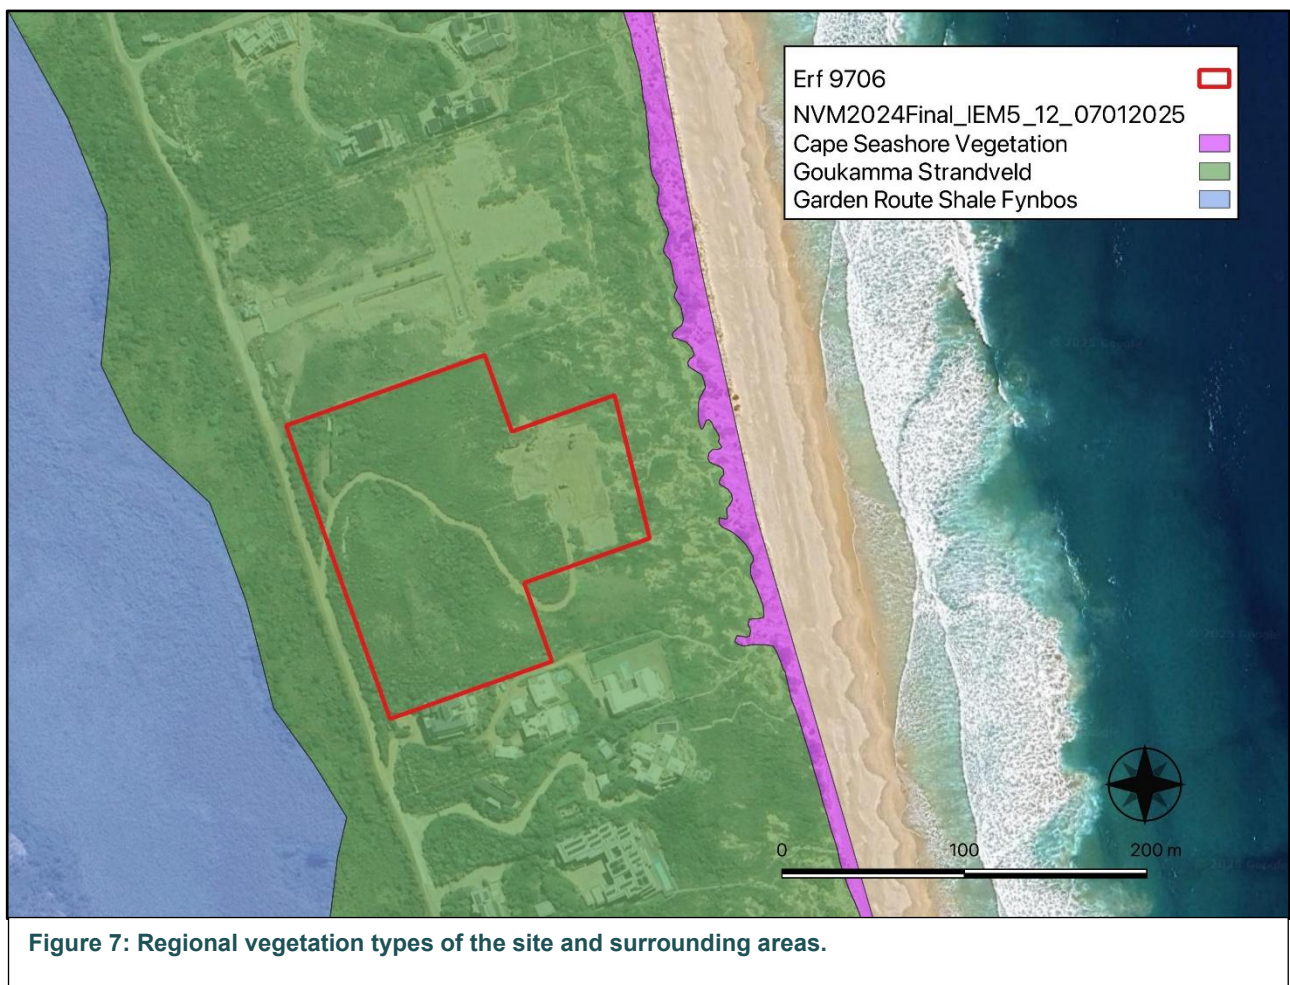 Erf 9706
NVM2024Final_IEM5_12_07012025
Cape Seashore Vegetation
Goukamma Strandveld
Garden Route Shale Fynbos
0 100 200 m
Figure 7: Regional vegetation types of the site and surrounding areas.